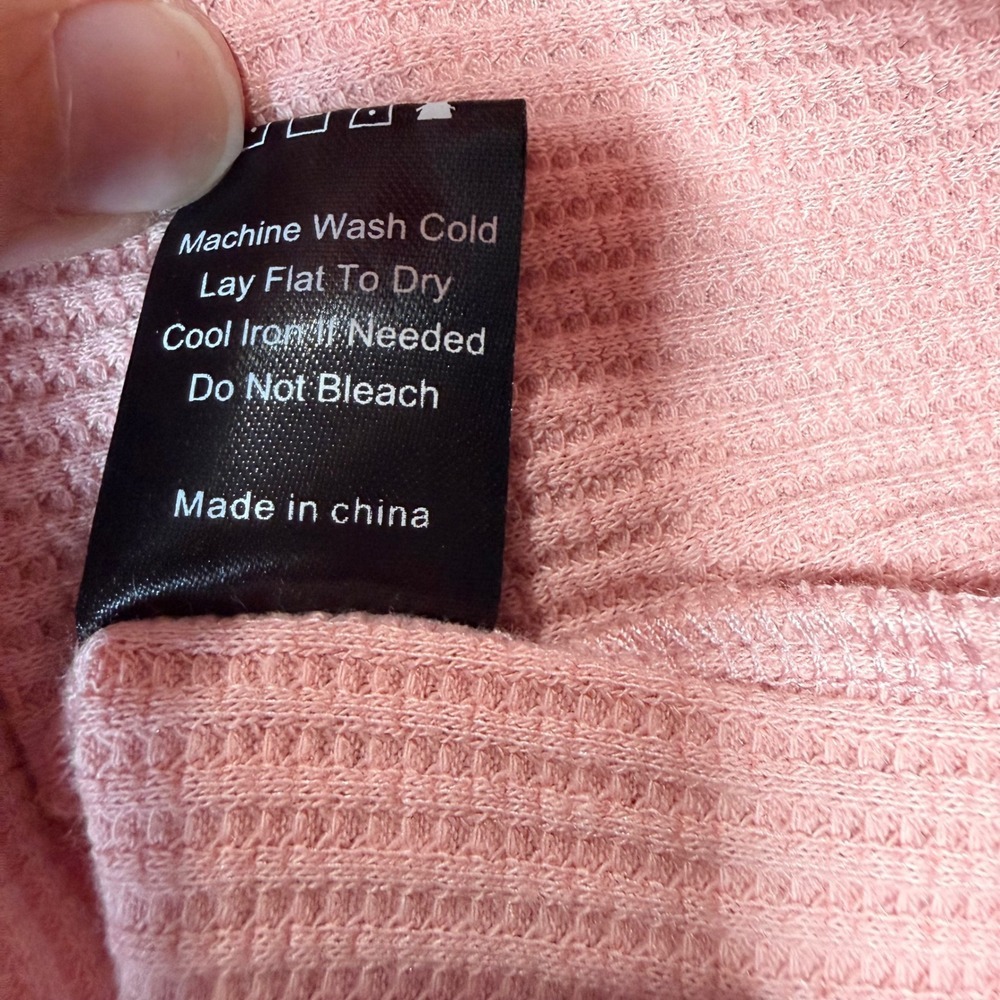 Machine Wash Cold
Lay Flat To Dry
Cool Iron If Needed
Do Not Bleach
Made in china